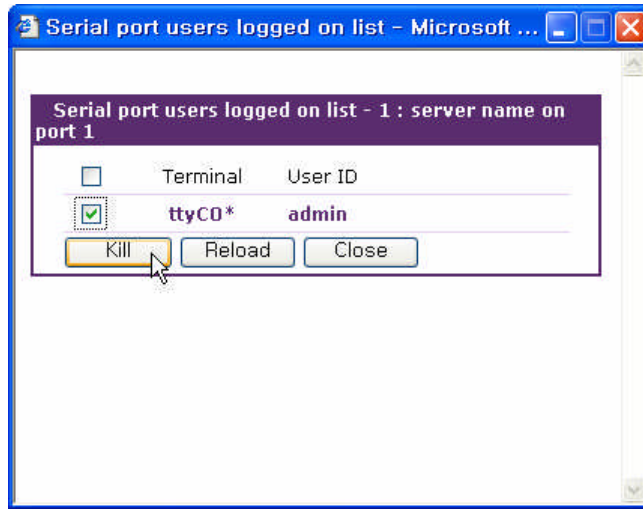 Serial port users logged on list - Microsoft ...
Serial port users logged on list - 1 : server name on
port 1
Terminal User ID
ttyC0* admin
Kill Reload Close